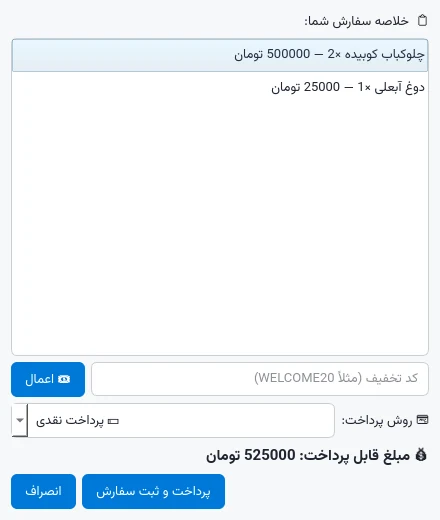 خلاصه سفارش شما:
چلوکباب کوبیده ×2 — 500000 تومان
دوغ آبعلی ×1 — 25000 تومان
کد تخفیف (مثلاً WELCOME20)
اعمال
روش پرداخت:
پرداخت نقدی
مبلغ قابل پرداخت: 525000 تومان
پرداخت و ثبت سفارش
انصراف